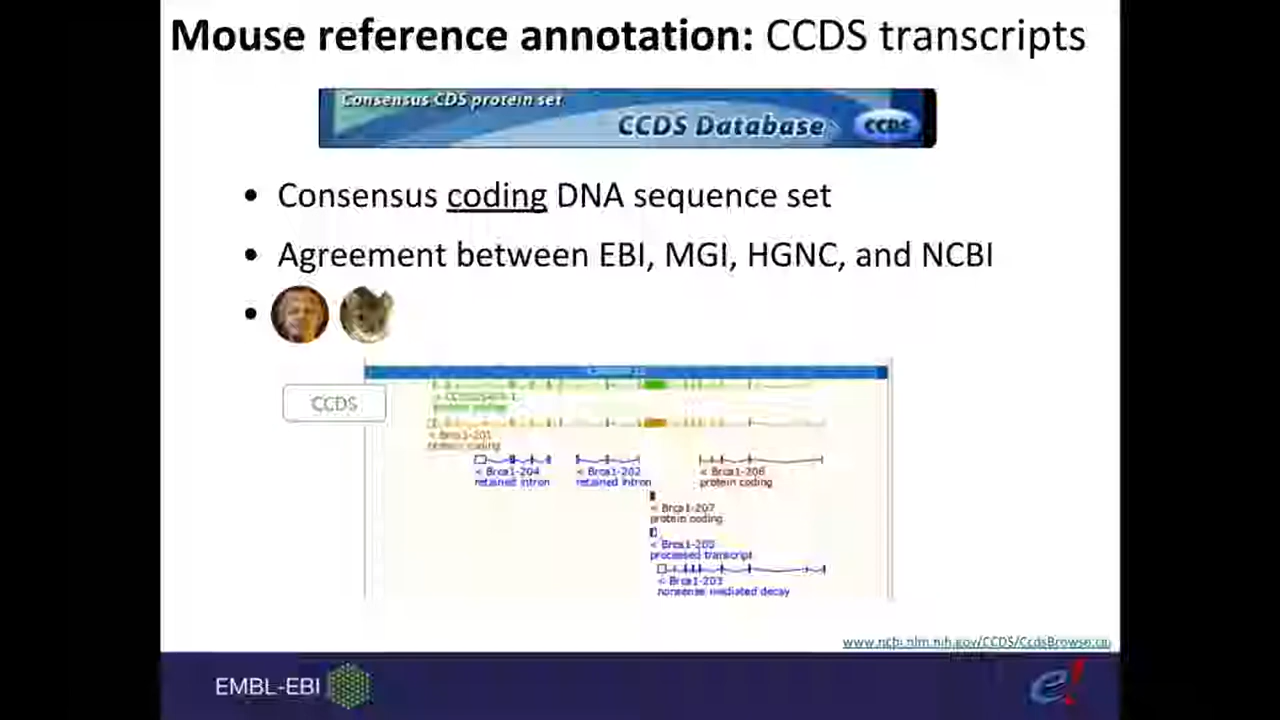 Mouse reference annotation: CCDS transcripts
Consensus CDS protein set
CCDS Database
CCDS
• Consensus coding DNA sequence set
• Agreement between EBI, MGI, HGNC, and NCBI
•
CCDS
protein coding
< Brca1-201
protein coding
< Brca1-204
retained intron
< Brca1-202
retained intron
< Brca1-206
protein coding
< Brca1-207
protein coding
< Brca1-205
processed transcript
< Brca1-203
nonsense mediated decay
www.ncbi.nlm.nih.gov/CCDS/CcdsBrowse.cgi
EMBL-EBI
e!